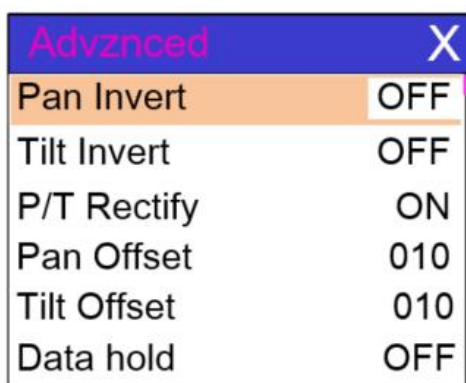 Advznced X
Pan Invert OFF
Tilt Invert OFF
P/T Rectify ON
Pan Offset 010
Tilt Offset 010
Data hold OFF